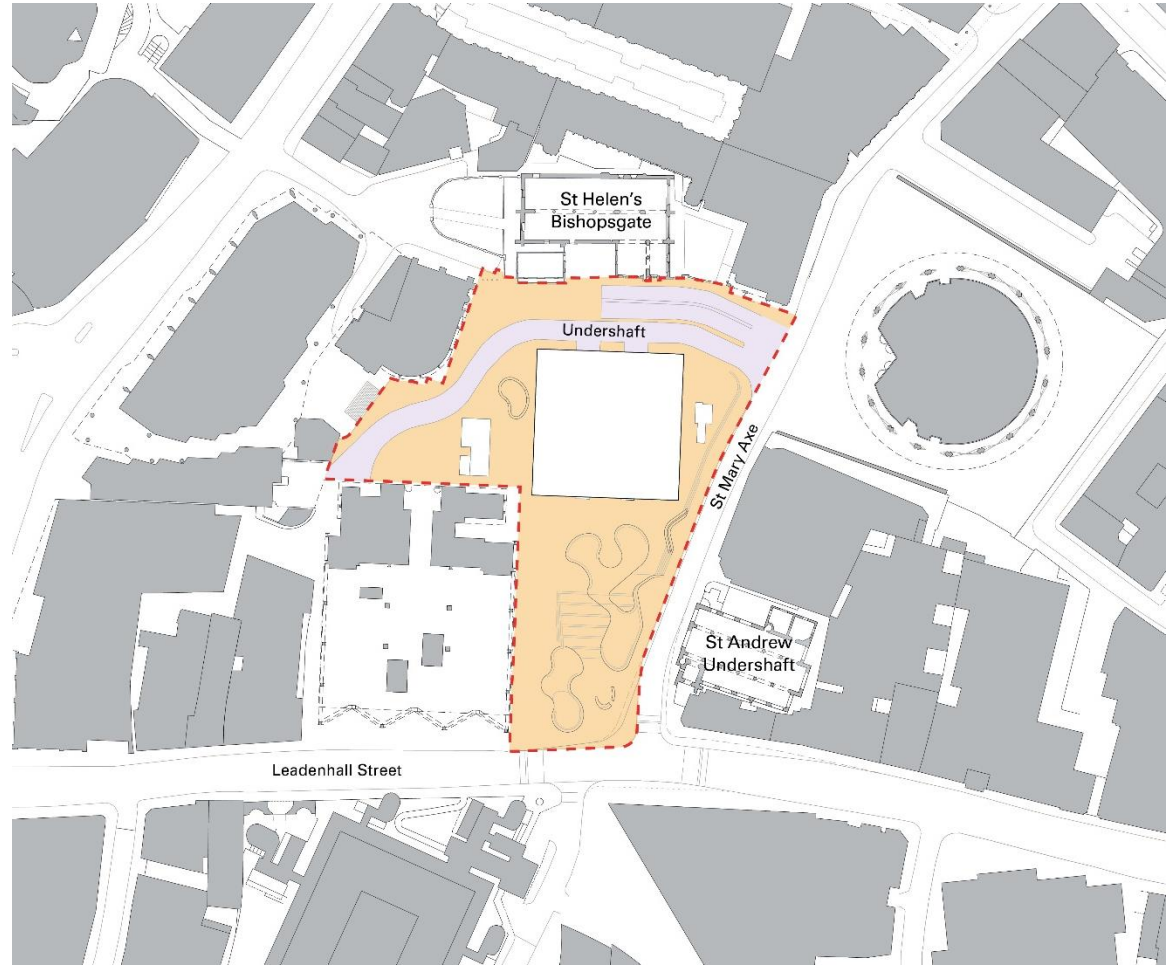 St Helen's
Bishopsgate
Undershaft
St Mary Axe
St Andrew
Undershaft
Leadenhall Street